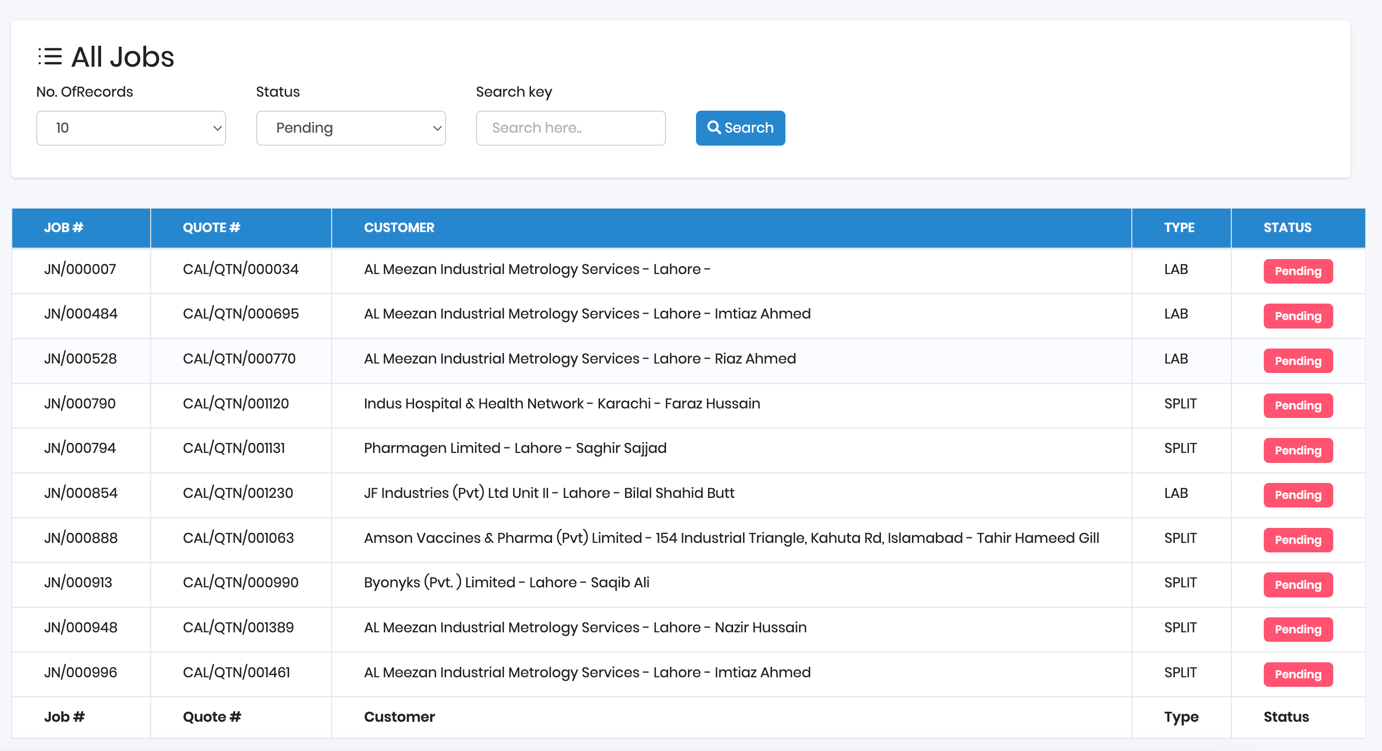 All Jobs
No. OfRecords Status Search key
10 Pending Search here.. Search
JOB # QUOTE # CUSTOMER TYPE STATUS
JN/000007 CAL/QTN/000034 AL Meezan Industrial Metrology Services - Lahore - LAB Pending
JN/000484 CAL/QTN/000695 AL Meezan Industrial Metrology Services - Lahore - Imtiaz Ahmed LAB Pending
JN/000528 CAL/QTN/000770 AL Meezan Industrial Metrology Services - Lahore - Riaz Ahmed LAB Pending
JN/000790 CAL/QTN/001120 Indus Hospital & Health Network - Karachi - Faraz Hussain SPLIT Pending
JN/000794 CAL/QTN/001131 Pharmagen Limited - Lahore - Saghir Sajjad SPLIT Pending
JN/000854 CAL/QTN/001230 JF Industries (Pvt) Ltd Unit II - Lahore - Bilal Shahid Butt LAB Pending
JN/000888 CAL/QTN/001063 Amson Vaccines & Pharma (Pvt) Limited - 154 Industrial Triangle, Kahuta Rd, Islamabad - Tahir Hameed Gill SPLIT Pending
JN/000913 CAL/QTN/000990 Byonyks (Pvt. ) Limited - Lahore - Saqib Ali SPLIT Pending
JN/000948 CAL/QTN/001389 AL Meezan Industrial Metrology Services - Lahore - Nazir Hussain SPLIT Pending
JN/000996 CAL/QTN/001461 AL Meezan Industrial Metrology Services - Lahore - Imtiaz Ahmed SPLIT Pending
Job # Quote # Customer Type Status